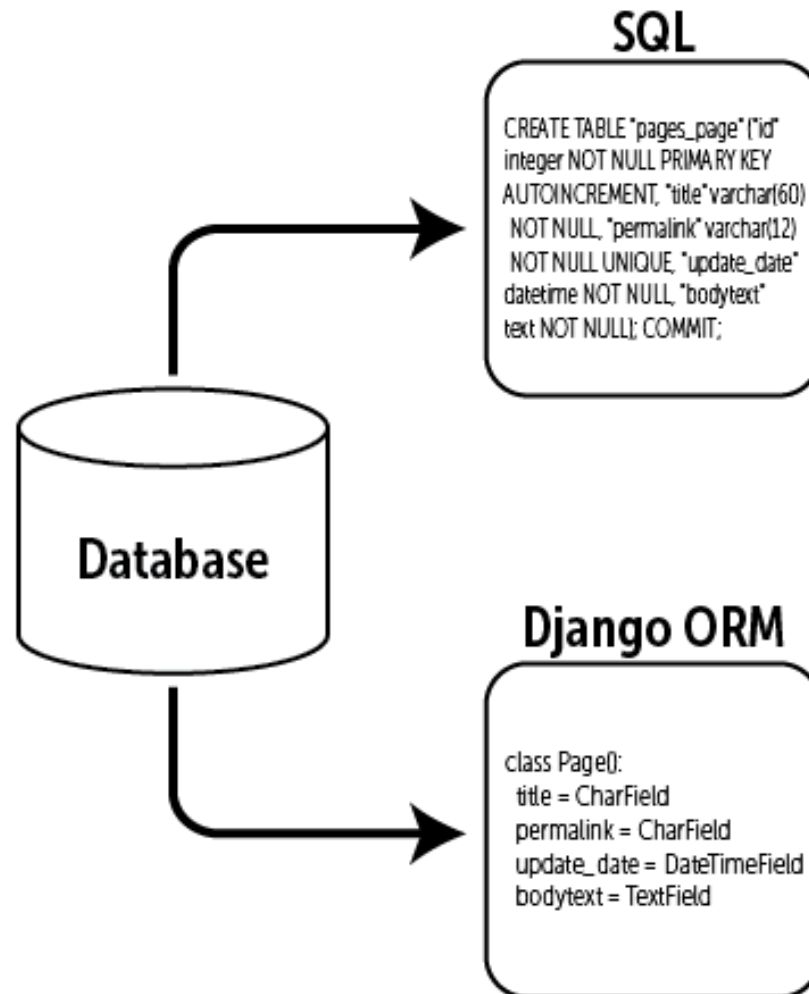 SQL
CREATE TABLE "pages_page" ("id"
integer NOT NULL PRIMARY KEY
AUTOINCREMENT, "title" varchar(60)
NOT NULL, "permalink" varchar(12)
NOT NULL UNIQUE, "update_date"
datetime NOT NULL, "bodytext"
text NOT NULL); COMMIT;
Database
Django ORM
class Page():
title = CharField
permalink = CharField
update_date = DateTimeField
bodytext = TextField